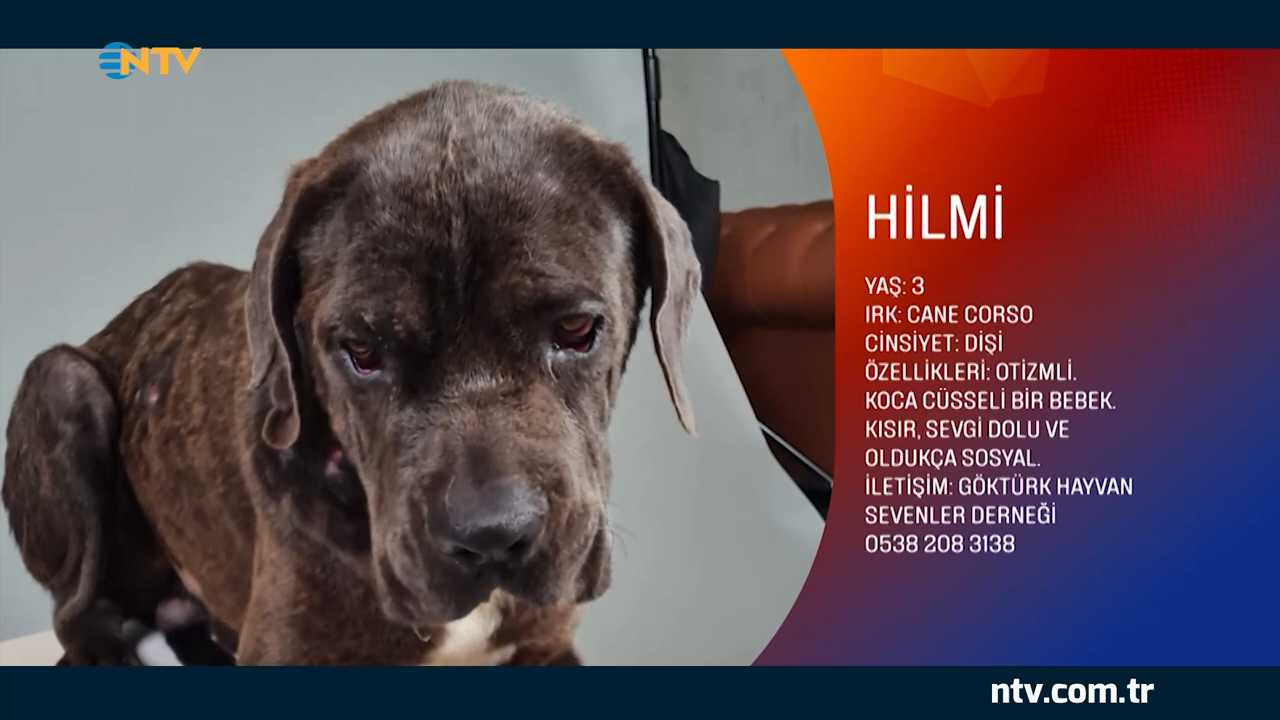 NTV
HİLMİ
YAŞ: 3
IRK: CANE CORSO
CİNSİYET: DİŞİ
ÖZELLİKLERİ: OTİZMLİ.
KOCA CÜSSELİ BİR BEBEK.
KISIR, SEVGİ DOLU VE
OLDUKÇA SOSYAL.
İLETİŞİM: GÖKTÜRK HAYVAN
SEVENLER DERNEĞİ
0538 208 3138
ntv.com.tr